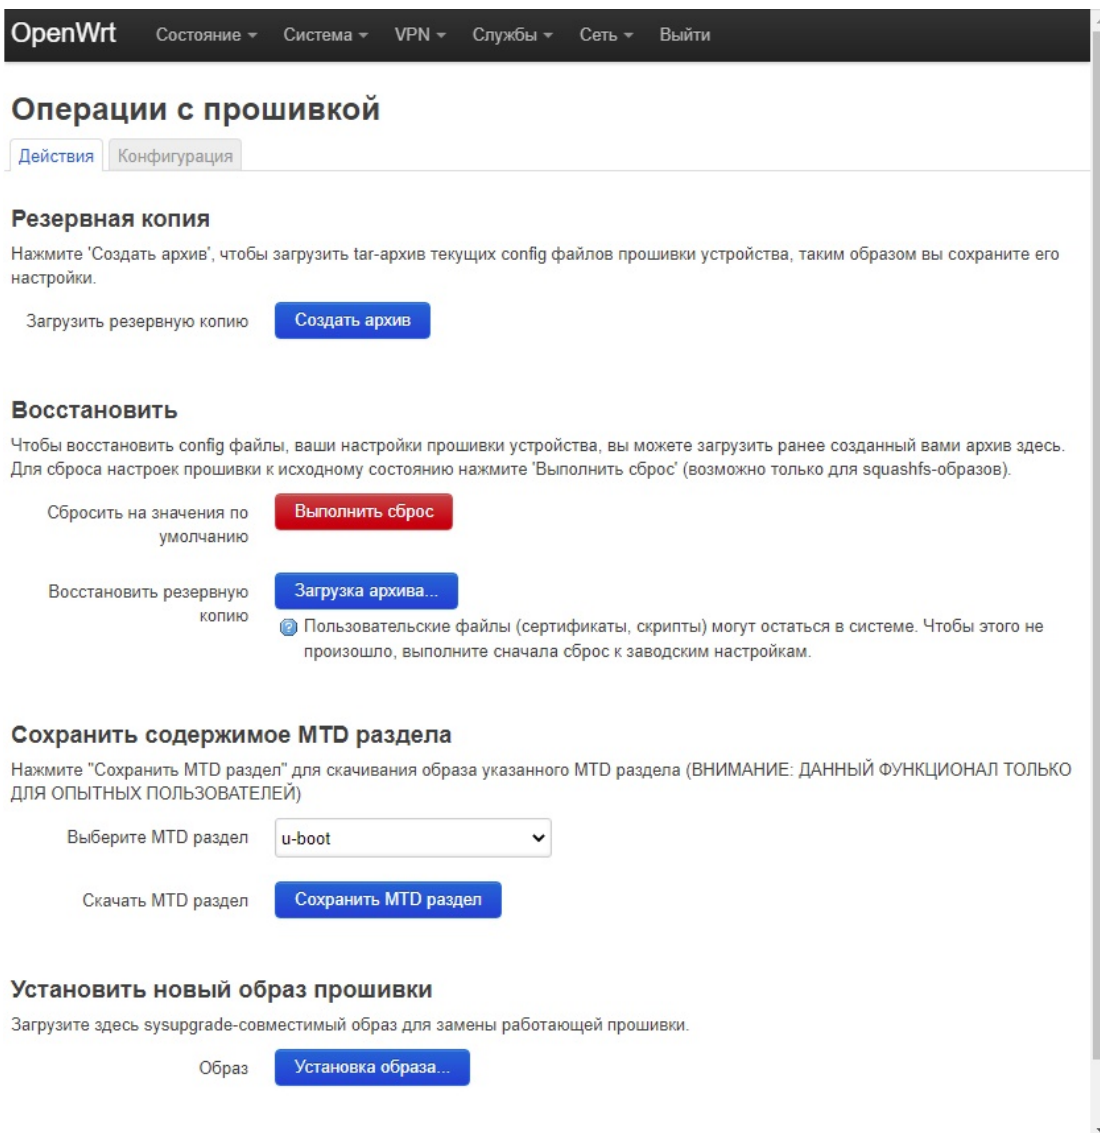 OpenWrt Состояние Система VPN Службы Сеть Выйти
Операции с прошивкой
Действия Конфигурация
Резервная копия
Нажмите 'Создать архив', чтобы загрузить tar-архив текущих config файлов прошивки устройства, таким образом вы сохраните его
настройки.
Загрузить резервную копию Создать архив
Восстановить
Чтобы восстановить config файлы, ваши настройки прошивки устройства, вы можете загрузить ранее созданный вами архив здесь.
Для сброса настроек прошивки к исходному состоянию нажмите 'Выполнить сброс' (возможно только для squashfs-образов).
Сбросить на значения по Выполнить сброс
умолчанию
Восстановить резервную Загрузка архива...
копию
Пользовательские файлы (сертификаты, скрипты) могут остаться в системе. Чтобы этого не
произошло, выполните сначала сброс к заводским настройкам.
Сохранить содержимое MTD раздела
Нажмите "Сохранить MTD раздел" для скачивания образа указанного MTD раздела (ВНИМАНИЕ: ДАННЫЙ ФУНКЦИОНАЛ ТОЛЬКО
ДЛЯ ОПЫТНЫХ ПОЛЬЗОВАТЕЛЕЙ)
Выберите MTD раздел u-boot
Скачать MTD раздел Сохранить MTD раздел
Установить новый образ прошивки
Загрузите здесь sysupgrade-совместимый образ для замены работающей прошивки.
Образ Установка образа...